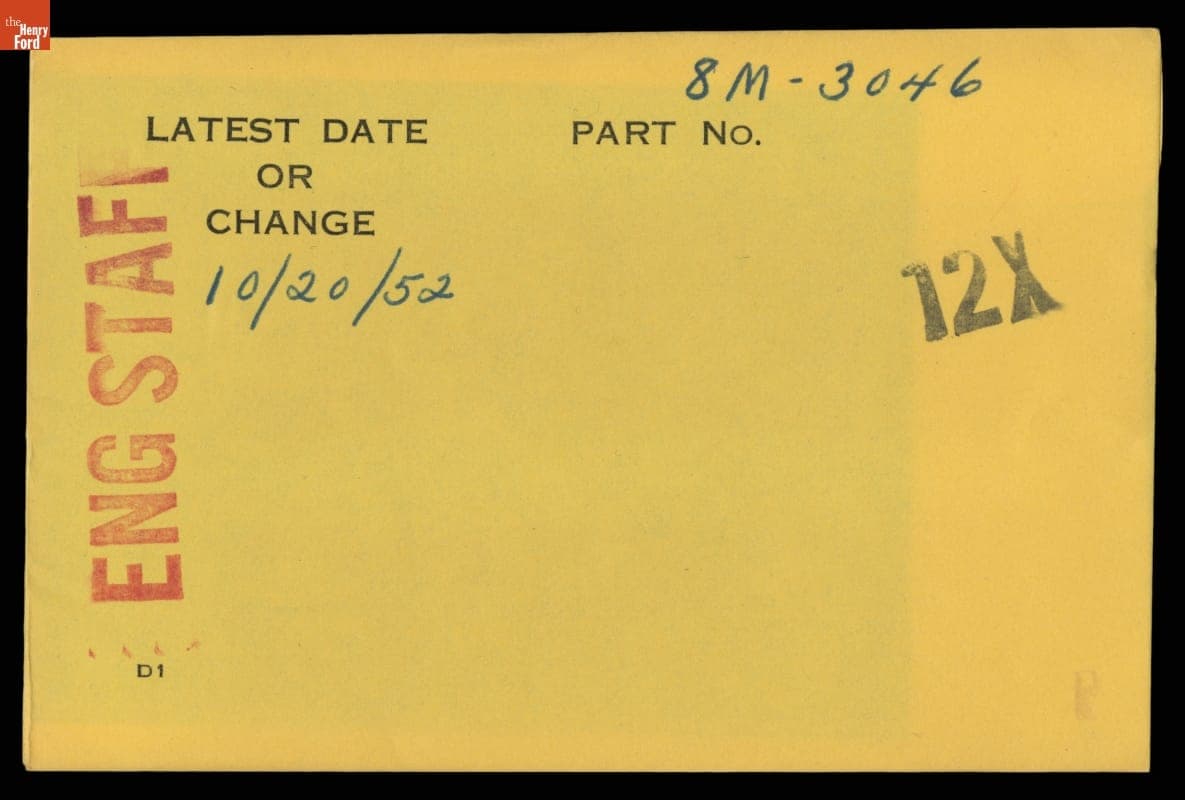 the
Henry
Ford
8M-3046
LATEST DATE
PART No.
OR
CHANGE
10/20/52
12X
ENG STAFF
D1